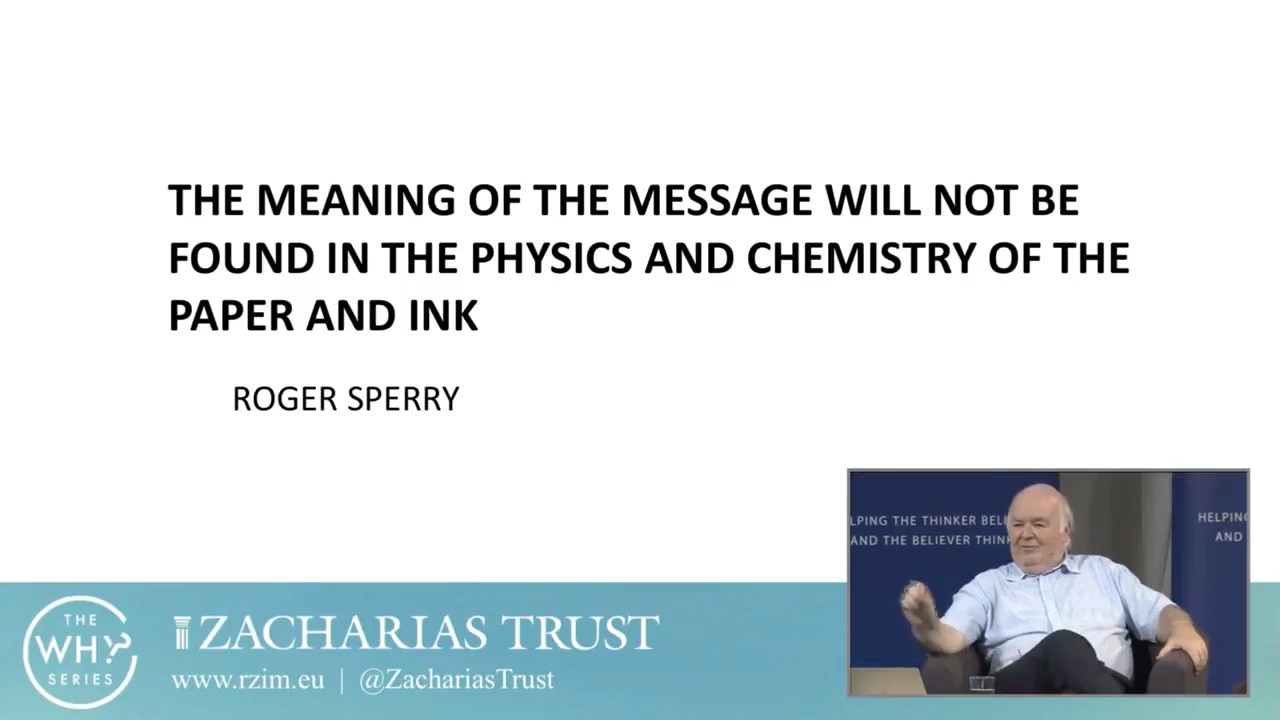 THE MEANING OF THE MESSAGE WILL NOT BE
FOUND IN THE PHYSICS AND CHEMISTRY OF THE
PAPER AND INK
ROGER SPERRY
LPING THE THINKER BELI
AND THE BELIEVER THIN
HELPING
AND
THE
WHY?
SERIES
ZACHARIAS TRUST
www.rzim.eu | @ZachariasTrust